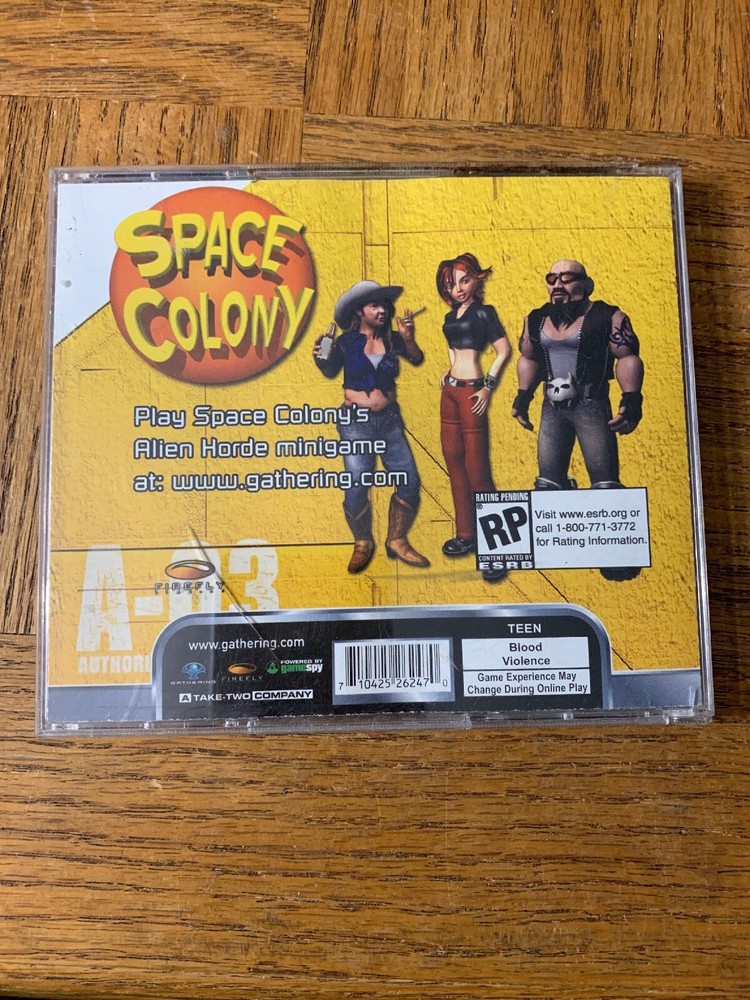 SPACE
COLONY
Play Space Colony's
Alien Horde minigame
at: www.gathering.com
RATING PENDING
RP
CONTENT RATED BY
ESRB
Visit www.esrb.org or
call 1-800-771-3772
for Rating Information.
A-03
FIREFLY
AUTHORI
www.gathering.com
GATHERING
FIREFLY
POWERED BY
gamespy
A TAKE-TWO COMPANY
7 10425 26247 0
TEEN
Blood
Violence
Game Experience May
Change During Online Play